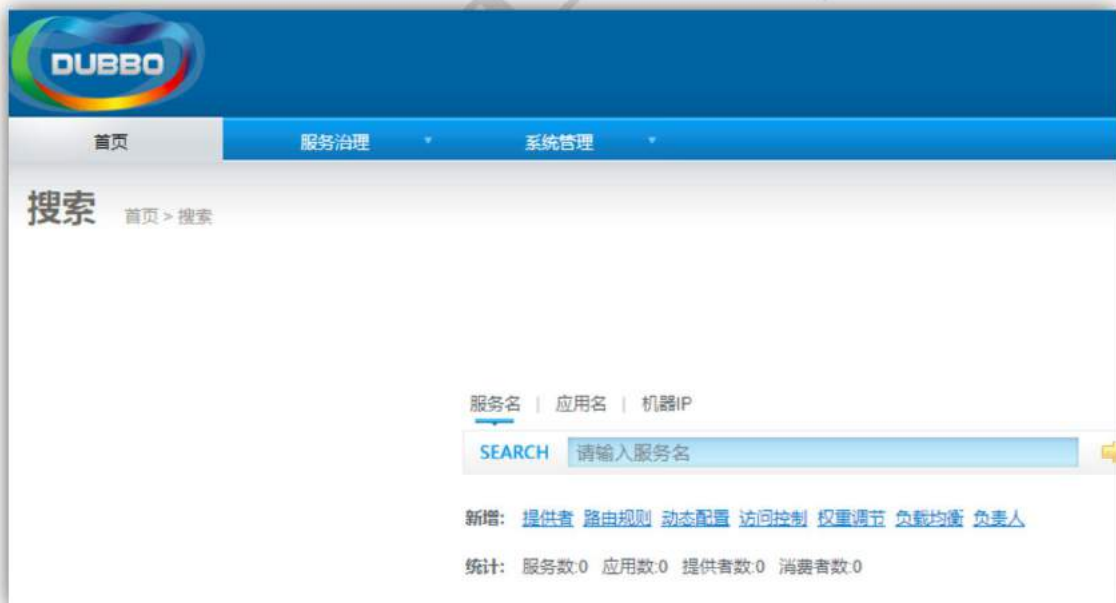 DUBBO
首页 服务治理 系统管理
搜索 首页 > 搜索
服务名 | 应用名 | 机器IP
SEARCH 请输入服务名
新增: 提供者 路由规则 动态配置 访问控制 权重调节 负载均衡 负责人
统计: 服务数:0 应用数:0 提供者数:0 消费者数:0